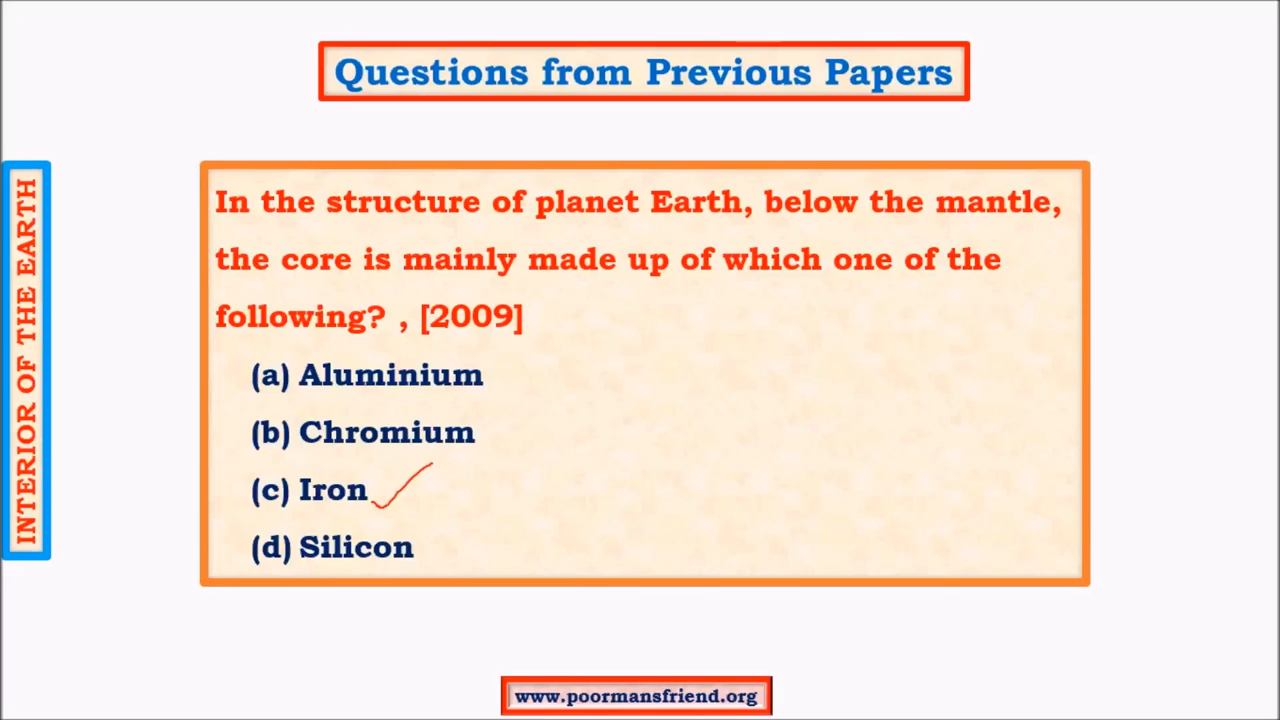 Questions from Previous Papers
INTERIOR OF THE EARTH
In the structure of planet Earth, below the mantle,
the core is mainly made up of which one of the
following? , [2009]
(a) Aluminium
(b) Chromium
(c) Iron
(d) Silicon
www.poormansfriend.org